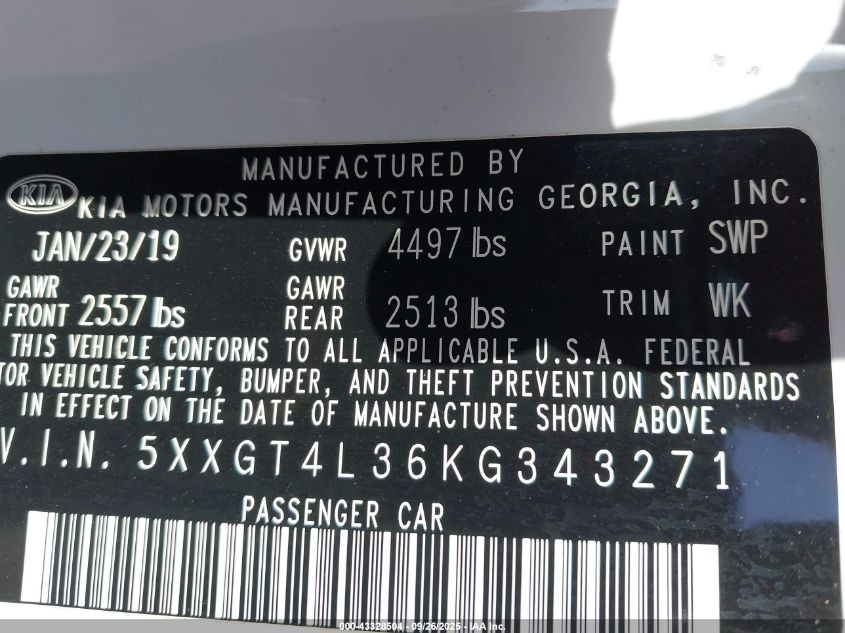 MANUFACTURED BY
KIA KIA MOTORS MANUFACTURING GEORGIA, INC.
JAN/23/19 GVWR 4497 lbs PAINT SWP
GAWR FRONT 2557 lbs GAWR REAR 2513 lbs TRIM WK
THIS VEHICLE CONFORMS TO ALL APPLICABLE U.S.A. FEDERAL
TOR VEHICLE SAFETY, BUMPER, AND THEFT PREVENTION STANDARDS
IN EFFECT ON THE DATE OF MANUFACTURE SHOWN ABOVE.
V.I.N. 5XXGT4L36KG343271
PASSENGER CAR
000-43328504 - 09/26/2025 - IAA Inc.